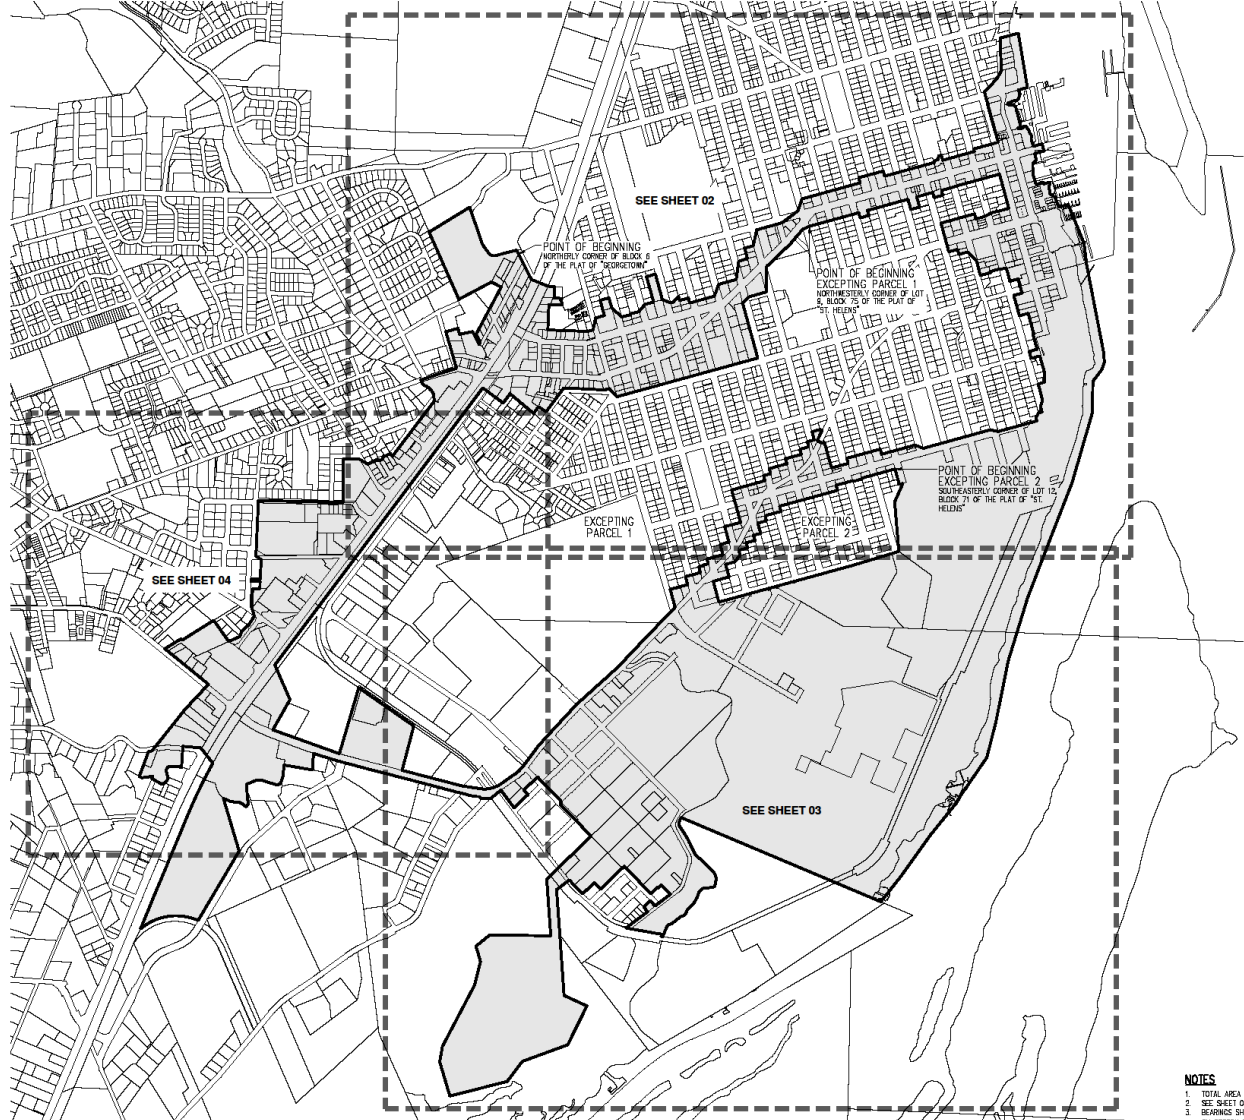 SEE SHEET 02
POINT OF BEGINNING
NORTHERLY CORNER OF BLOCK 6
OF THE PLAT OF "GEORGETOWN"
POINT OF BEGINNING
EXCEPTING PARCEL 1
NORTHWESTERLY CORNER OF LOT
BLOCK 75 OF THE PLAT OF
"ST. HELENS"
POINT OF BEGINNING
EXCEPTING PARCEL 2
SOUTHEASTERLY CORNER OF LOT 12,
BLOCK 71 OF THE PLAT OF "ST.
HELENS"
EXCEPTING
PARCEL 1
EXCEPTING
PARCEL 2
SEE SHEET 04
SEE SHEET 03
NOTES
1. TOTAL AREA
2. SEE SHEET
3. BEARINGS